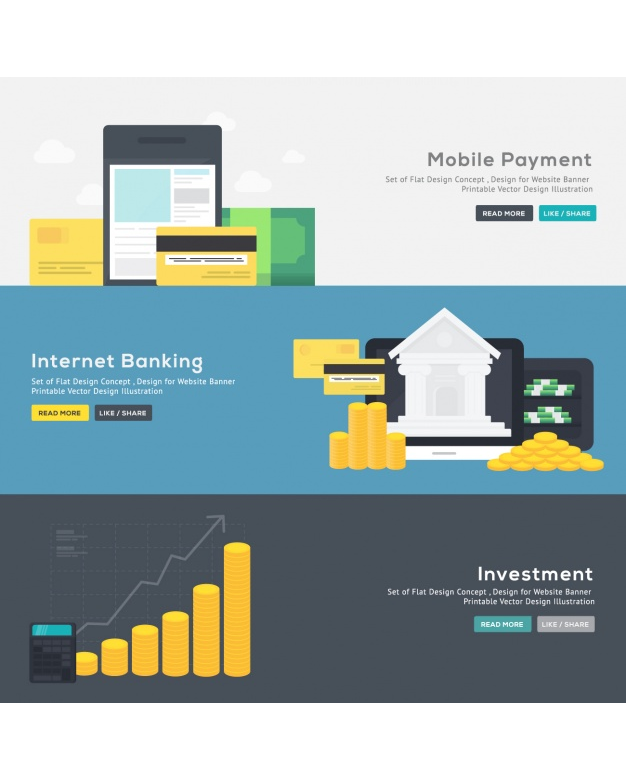 Mobile Payment
Set of Flat Design Concept , Design for Website Banner
Printable Vector Design Illustration
READ MORE
LIKE / SHARE
Internet Banking
Set of Flat Design Concept , Design for Website Banner
Printable Vector Design Illustration
READ MORE
LIKE / SHARE
Investment
Set of Flat Design Concept , Design for Website Banner
Printable Vector Design Illustration
READ MORE
LIKE / SHARE